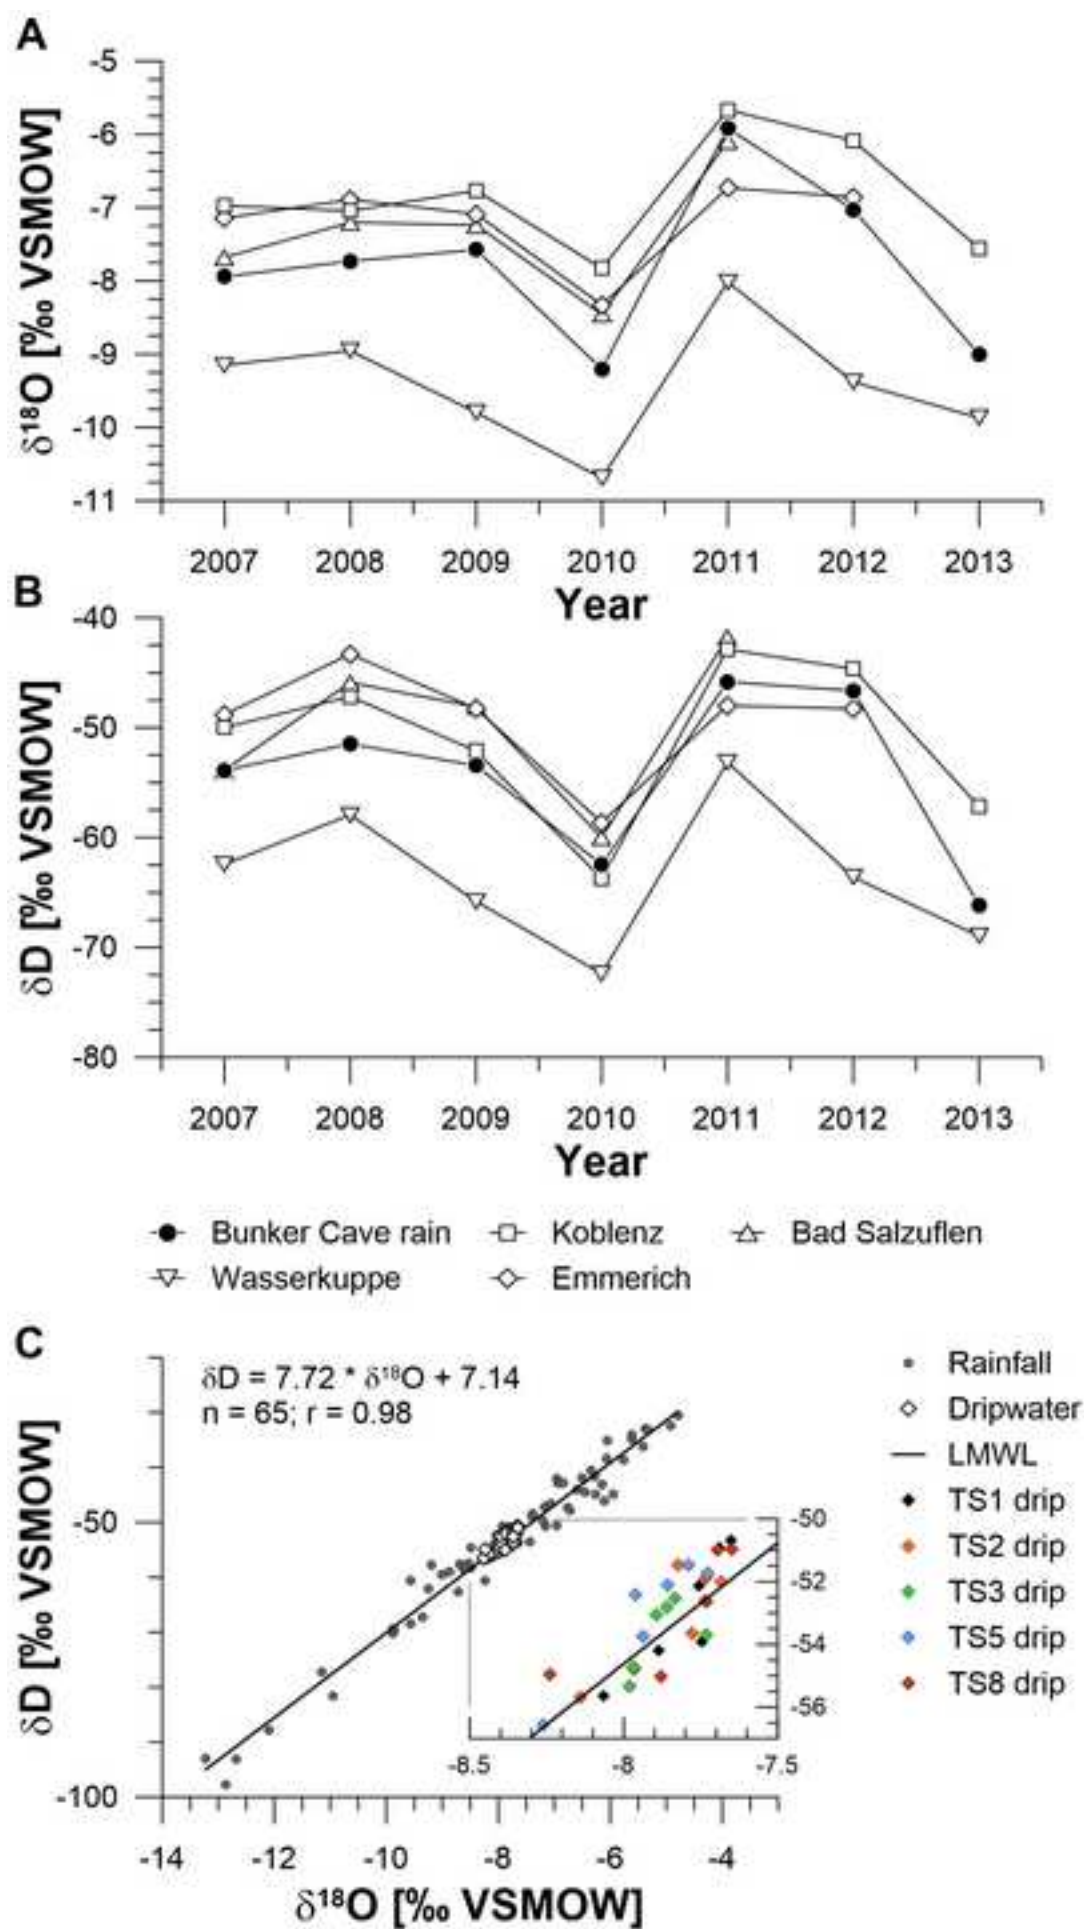 A
-5
-6
-7
-8
-9
-10
-11
δ¹⁸O [‰ VSMOW]
2007 2008 2009 2010 2011 2012 2013
Year
B
-40
-50
-60
-70
-80
δD [‰ VSMOW]
2007 2008 2009 2010 2011 2012 2013
Year
Bunker Cave rain Koblenz Bad Salzuflen
Wasserkuppe Emmerich
C
δD = 7.72 * δ¹⁸O + 7.14
n = 65; r = 0.98
-50
-100
δD [‰ VSMOW]
-50
-52
-54
-56
-8.5 -8 -7.5
-14 -12 -10 -8 -6 -4
δ¹⁸O [‰ VSMOW]
Rainfall
Dripwater
LMWL
TS1 drip
TS2 drip
TS3 drip
TS5 drip
TS8 drip